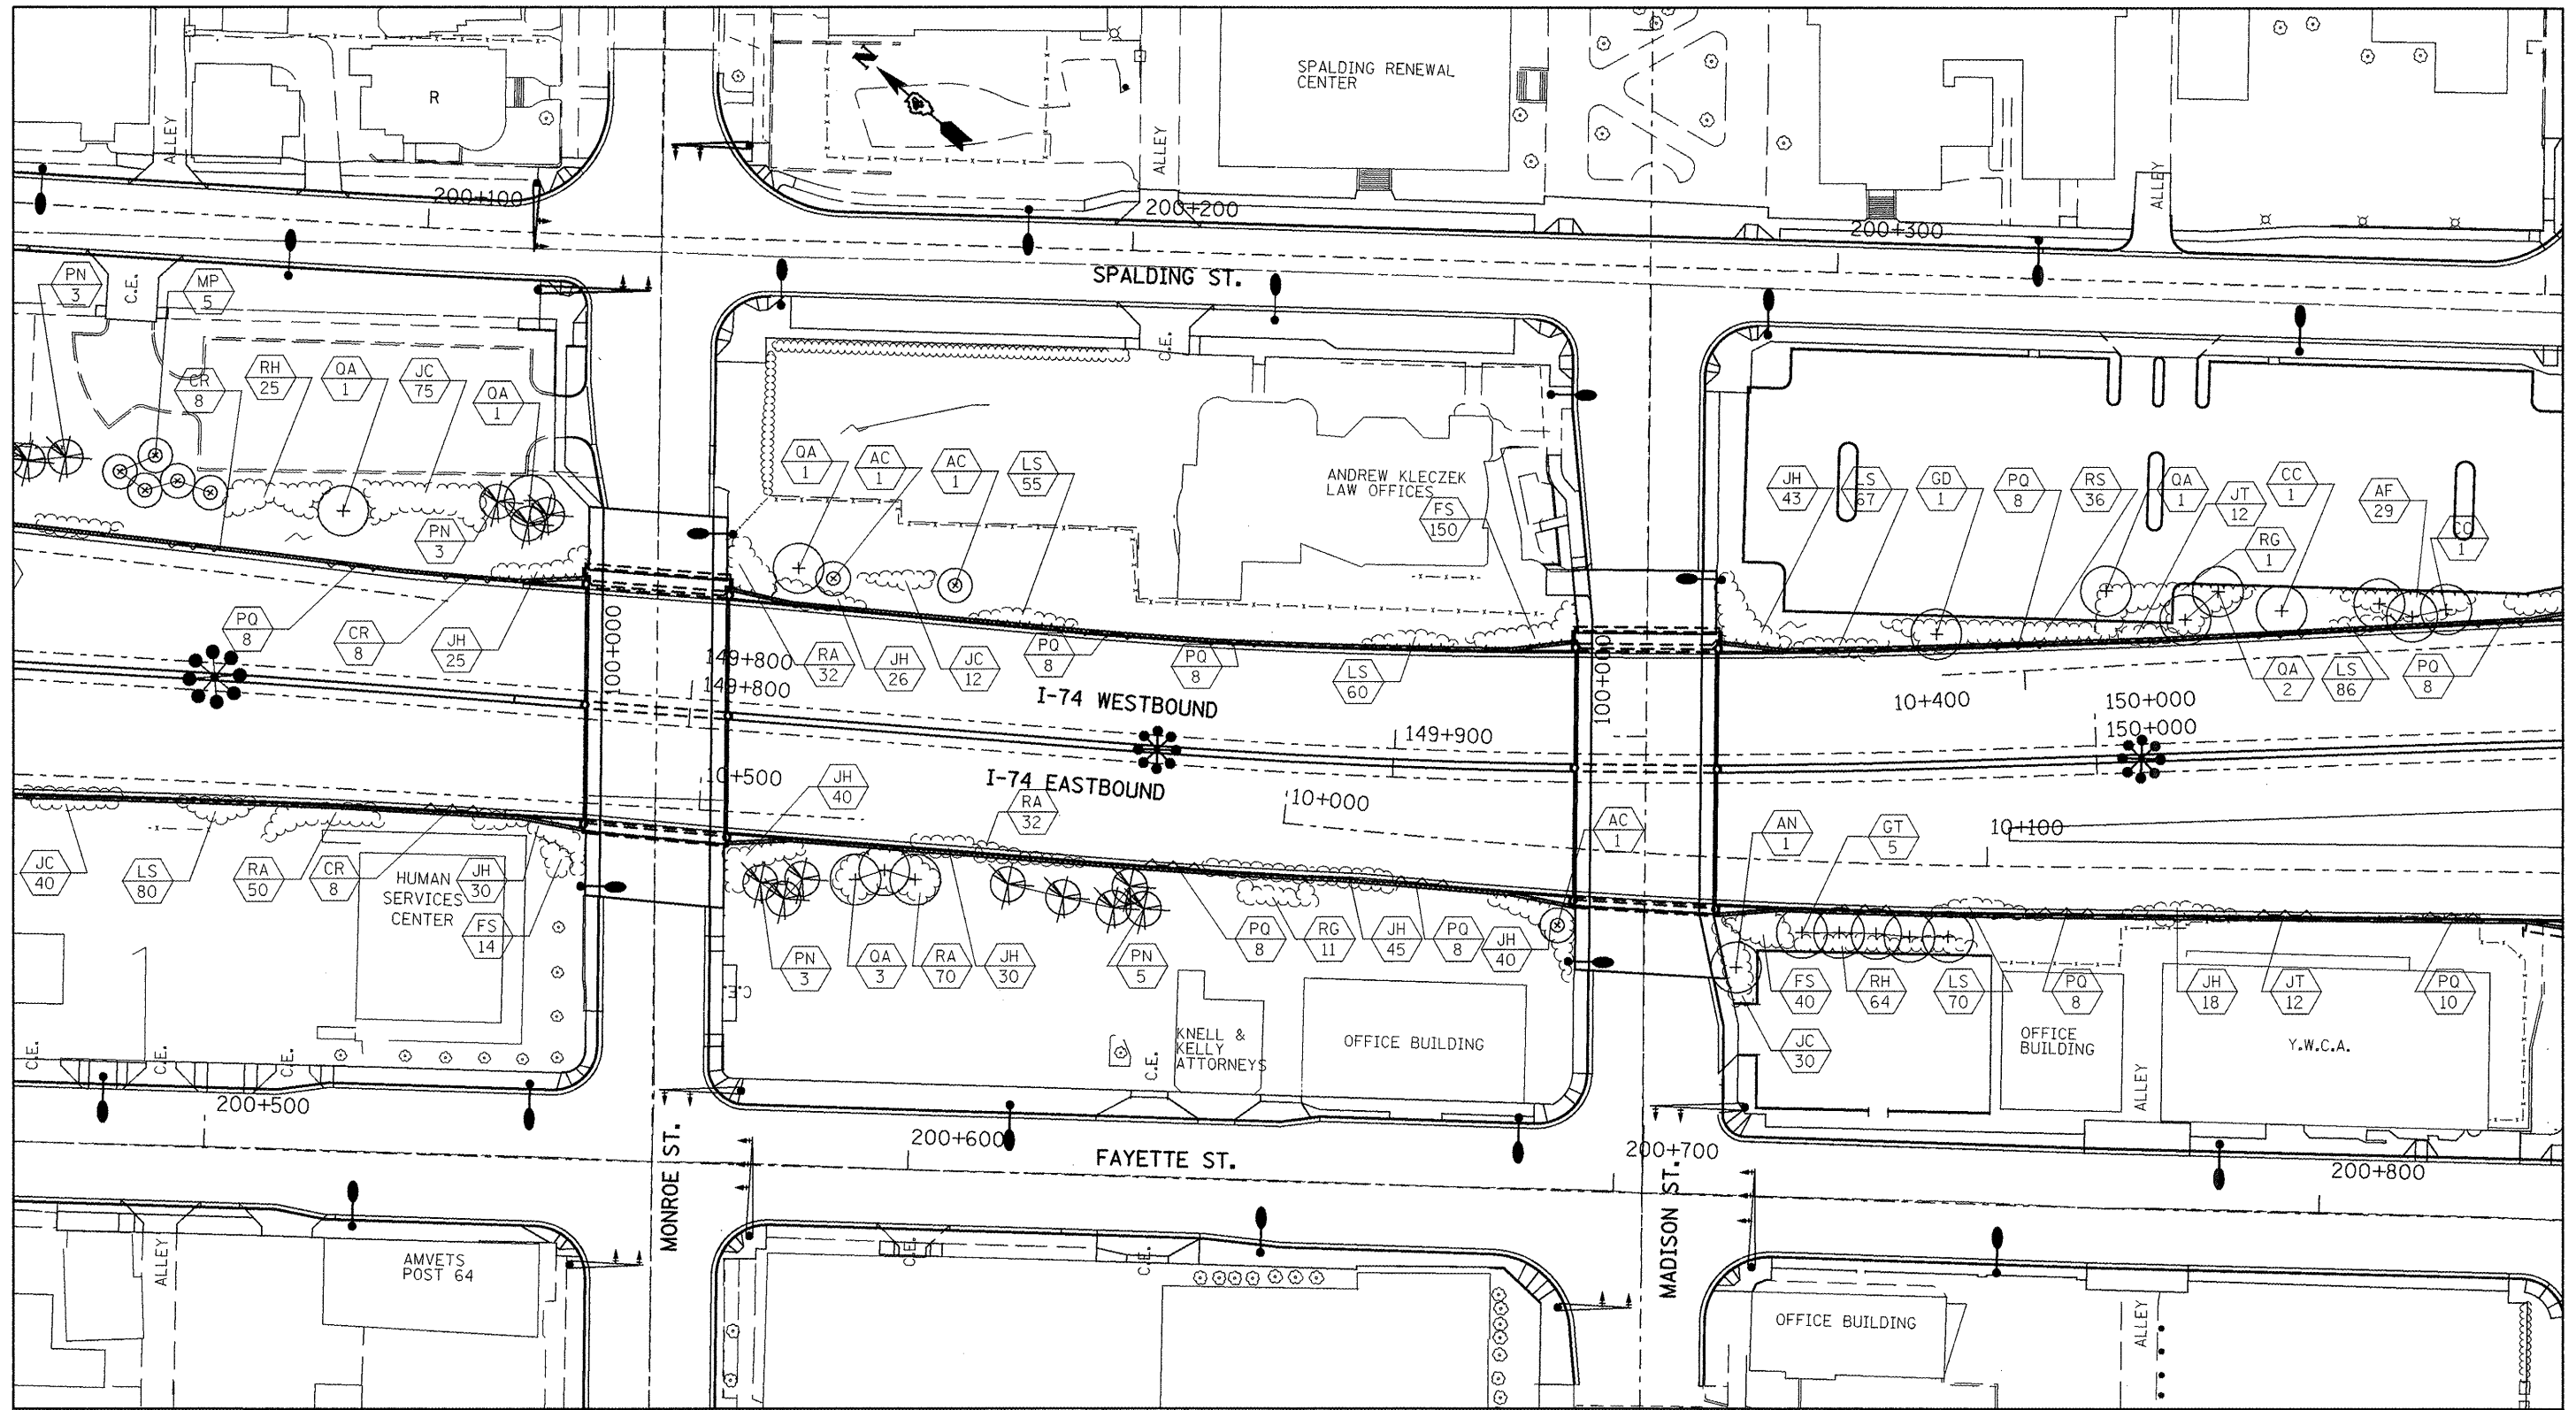 N
R
ALLEY
ALLEY
SPALDING RENEWAL
CENTER
ALLEY
200+100
200+200
200+300
SPALDING ST.
PN
3
C.E.
MP
5
C.E.
CR
8
RH
25
QA
1
JC
75
QA
1
PN
3
QA
1
AC
1
AC
1
LS
55
ANDREW KLECZEK
LAW OFFICES
FS
150
JH
43
LS
67
GD
1
PQ
8
RS
36
QA
1
JT
12
CC
1
RG
1
AF
29
CC
1
PQ
8
CR
8
JH
25
100+000
149+800
149+800
RA
32
JH
26
JC
12
PQ
8
PQ
8
LS
60
100+000
QA
2
LS
86
PQ
8
I-74 WESTBOUND
149+900
10+400
150+000
150+000
10+500
I-74 EASTBOUND
JH
40
RA
32
10+000
AC
1
AN
1
GT
5
10+100
JC
40
LS
80
RA
50
CR
8
HUMAN
SERVICES
CENTER
JH
30
FS
14
PN
3
QA
3
RA
70
JH
30
PN
5
PQ
8
RG
11
JH
45
PQ
8
JH
40
FS
40
RH
64
LS
70
PQ
8
JH
18
JT
12
PQ
10
JC
30
C.E.
C.E.
C.E.
C.E.
C.E.
KNELL &
KELLY
ATTORNEYS
OFFICE BUILDING
OFFICE
BUILDING
ALLEY
Y.W.C.A.
200+500
200+600
200+700
200+800
FAYETTE ST.
MONROE ST.
MADISON ST.
ALLEY
AMVETS
POST 64
C.E.
C.E.
OFFICE BUILDING
ALLEY